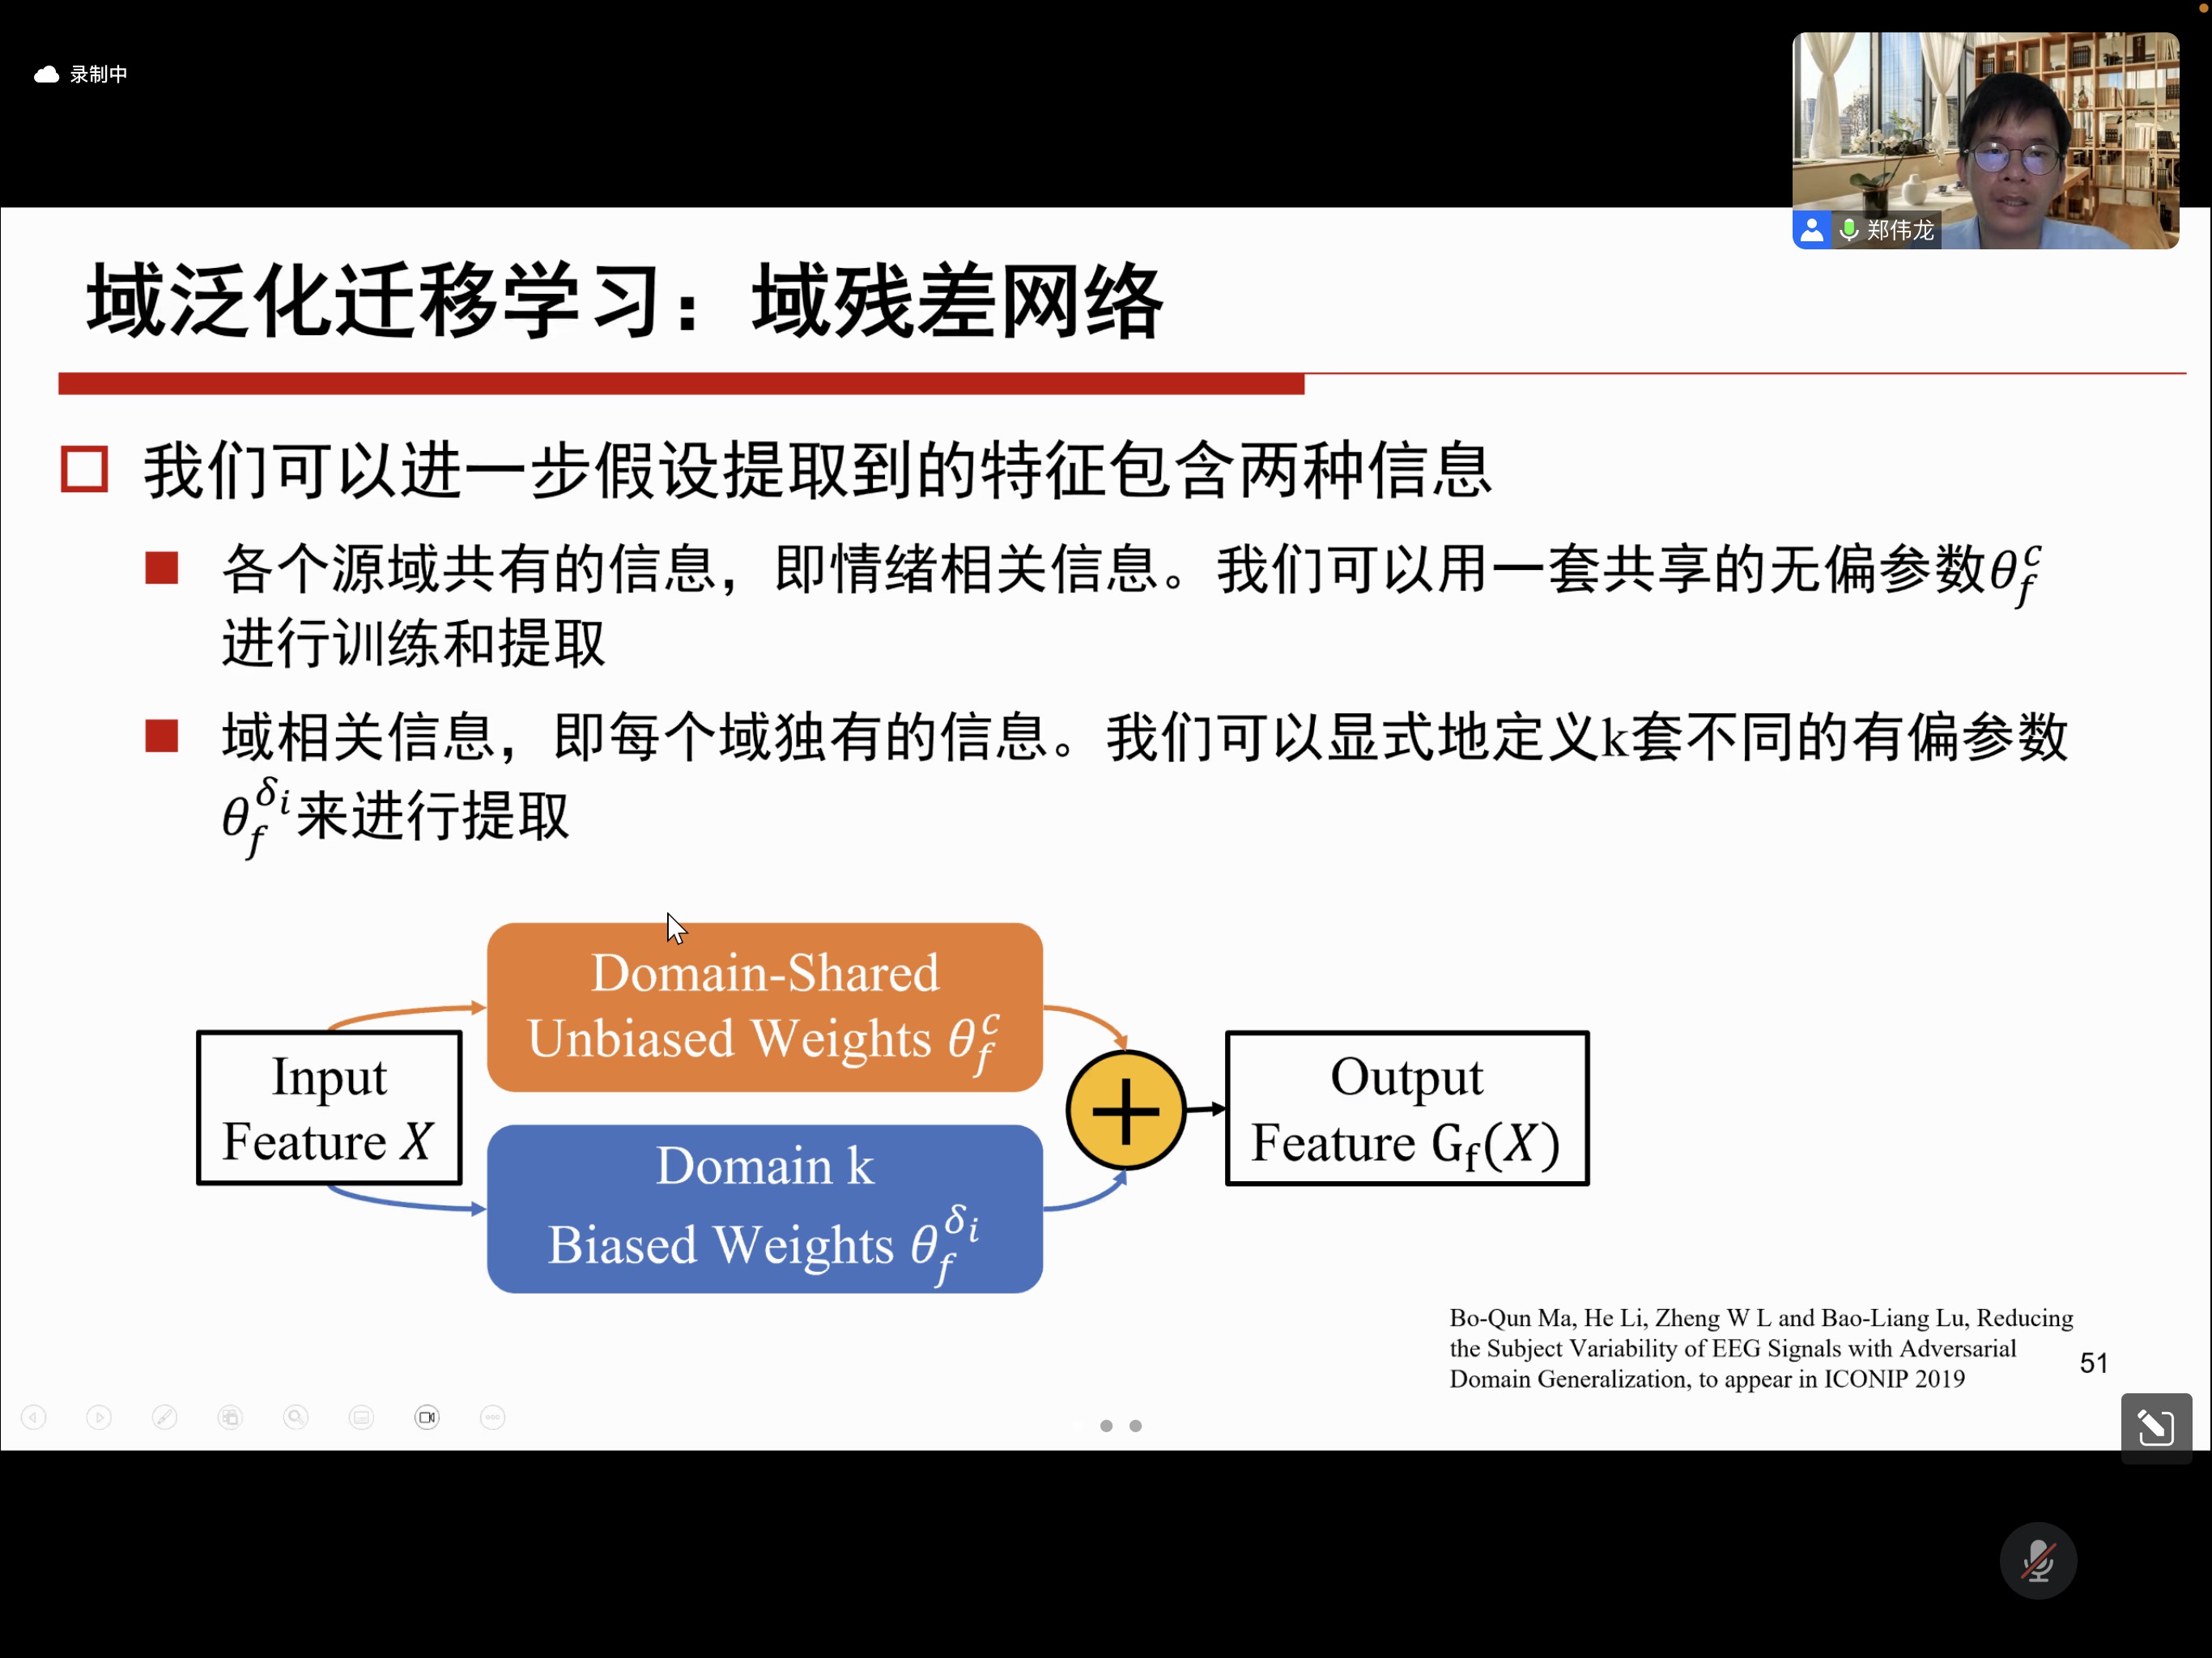 录制中
郑伟龙
域泛化迁移学习：域残差网络
我们可以进一步假设提取到的特征包含两种信息
各个源域共有的信息，即情绪相关信息。我们可以用一套共享的无偏参数θ_f^c
进行训练和提取
域相关信息，即每个域独有的信息。我们可以显式地定义k套不同的有偏参数
θ_f^{δ_i}来进行提取
Domain-Shared
Unbiased Weights θ_f^c
Input
Feature X
Domain k
Biased Weights θ_f^{δ_i}
+
Output
Feature G_f(X)
Bo-Qun Ma, He Li, Zheng W L and Bao-Liang Lu, Reducing
the Subject Variability of EEG Signals with Adversarial
Domain Generalization, to appear in ICONIP 2019
51